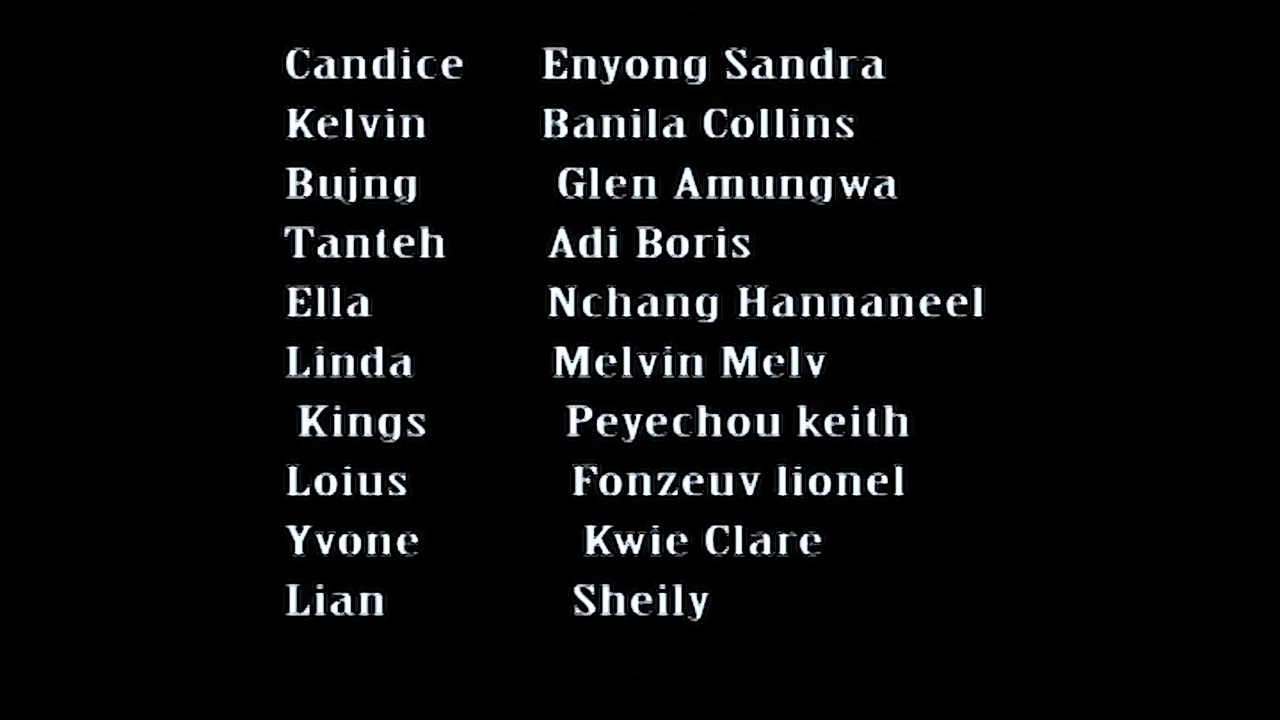 Candice Enyong Sandra
Kelvin Banila Collins
Bujng Glen Amungwa
Tanteh Adi Boris
Ella Nchang Hannaneel
Linda Melvin Melv
Kings Peyechou keith
Loius Fonzeuv lionel
Yvone Kwie Clare
Lian Sheily